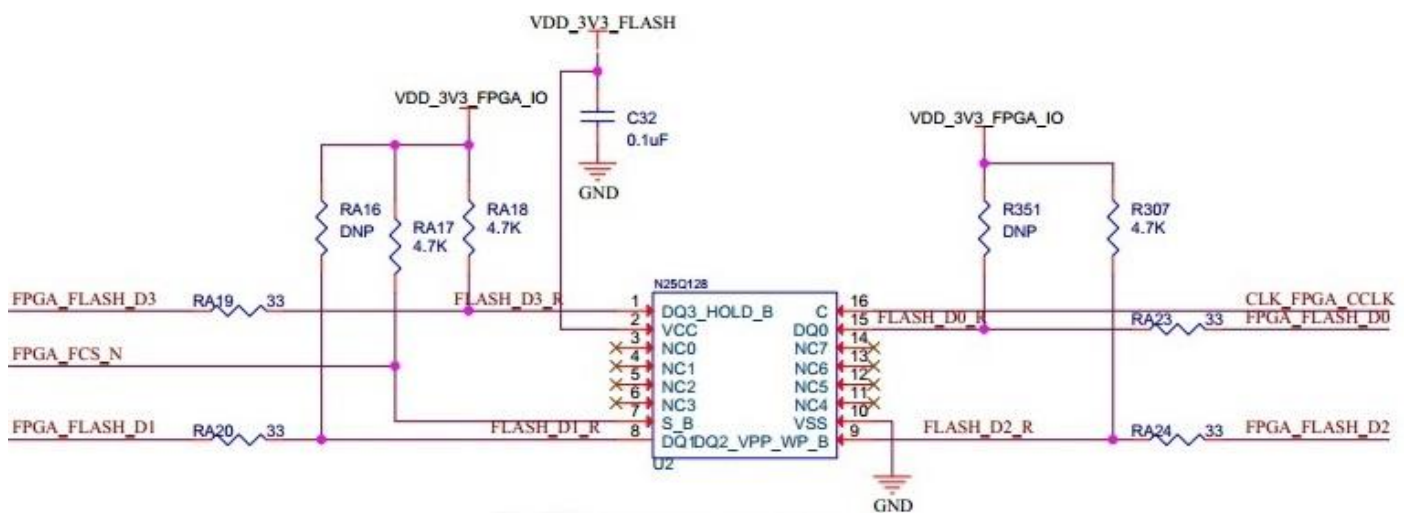 VDD_3V3_FLASH
VDD_3V3_FPGA_IO
C32
0.1uF
GND
VDD_3V3_FPGA_IO
RA16
DNP
RA17
4.7K
RA18
4.7K
R351
DNP
R307
4.7K
N25Q128
FPGA_FLASH_D3
RA19
33
FLASH_D3_R
1
DQ3_HOLD_B
C
16
CLK_FPGA_CCLK
2
VCC
DQ0
15
FLASH_D0_R
RA23
33
FPGA_FLASH_D0
3
NC0
NC7
14
FPGA_FCS_N
4
NC1
NC6
13
5
NC2
NC5
12
6
NC3
NC4
11
7
S_B
VSS
10
FPGA_FLASH_D1
RA20
33
FLASH_D1_R
8
DQ1DQ2_VPP_WP_B
9
FLASH_D2_R
RA24
33
FPGA_FLASH_D2
U2
GND